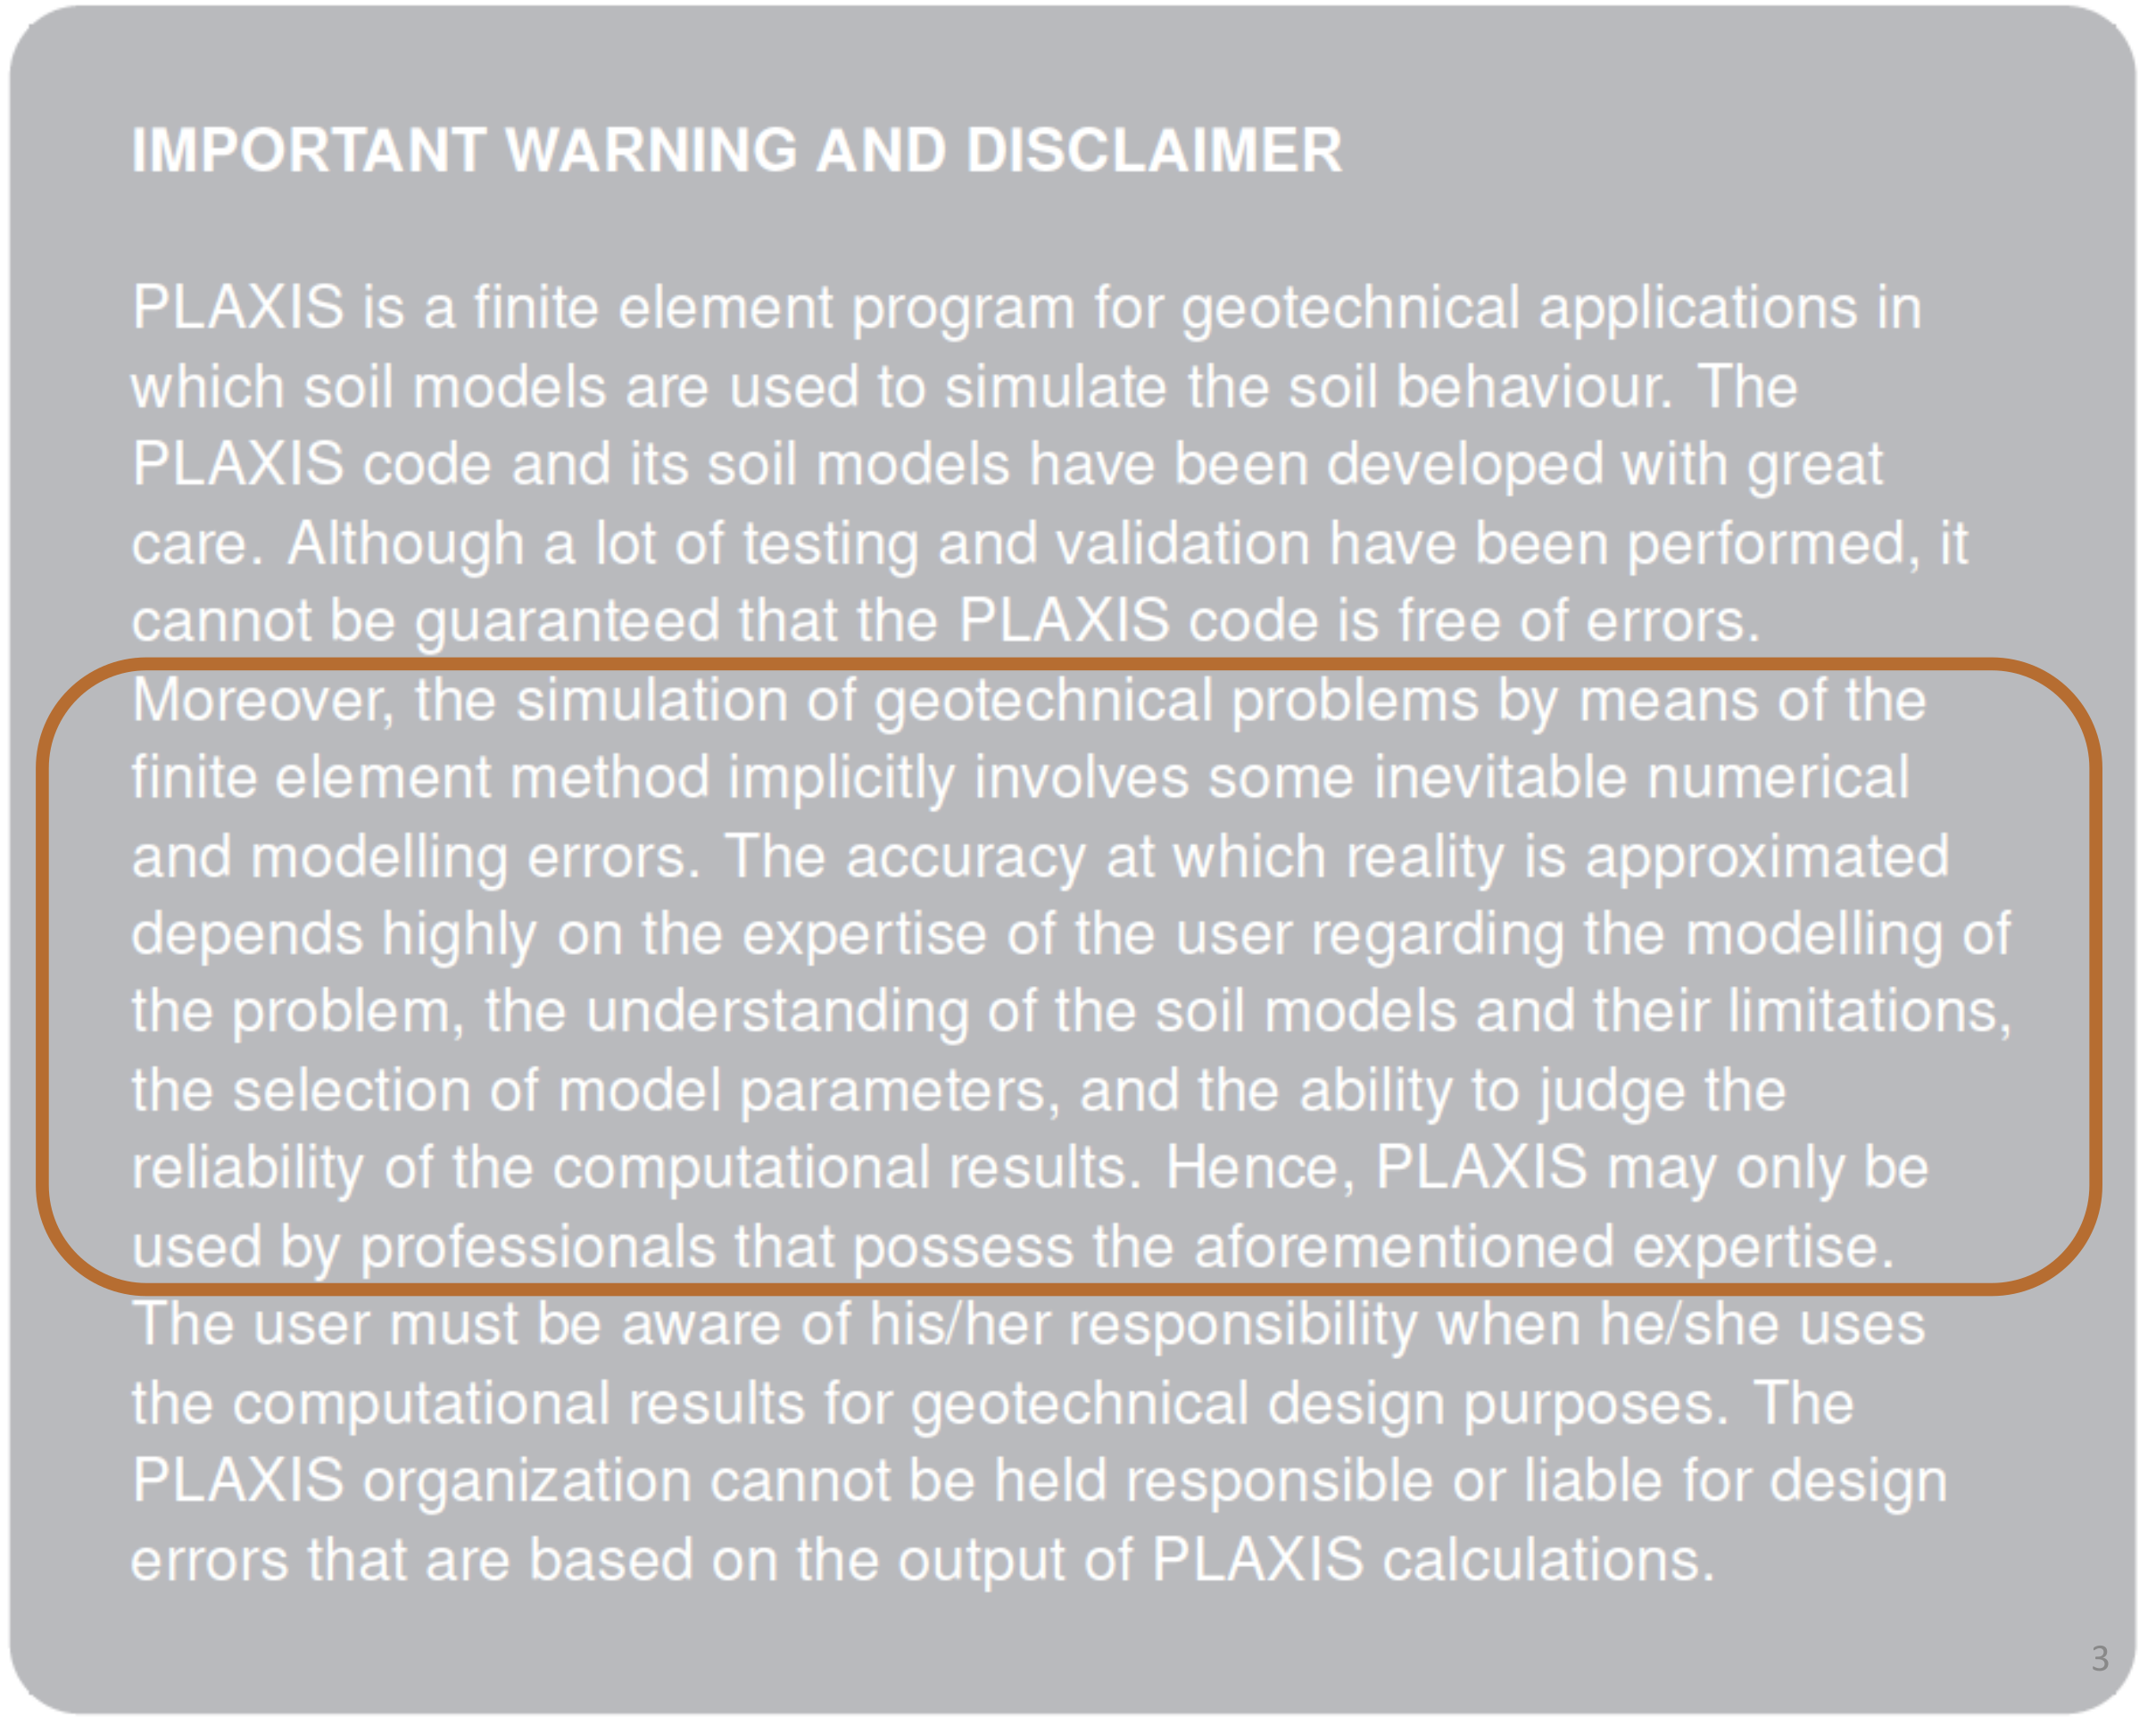 IMPORTANT WARNING AND DISCLAIMER
PLAXIS is a finite element program for geotechnical applications in
which soil models are used to simulate the soil behaviour. The
PLAXIS code and its soil models have been developed with great
care. Although a lot of testing and validation have been performed, it
cannot be guaranteed that the PLAXIS code is free of errors.
Moreover, the simulation of geotechnical problems by means of the
finite element method implicitly involves some inevitable numerical
and modelling errors. The accuracy at which reality is approximated
depends highly on the expertise of the user regarding the modelling of
the problem, the understanding of the soil models and their limitations,
the selection of model parameters, and the ability to judge the
reliability of the computational results. Hence, PLAXIS may only be
used by professionals that possess the aforementioned expertise.
The user must be aware of his/her responsibility when he/she uses
the computational results for geotechnical design purposes. The
PLAXIS organization cannot be held responsible or liable for design
errors that are based on the output of PLAXIS calculations.
3